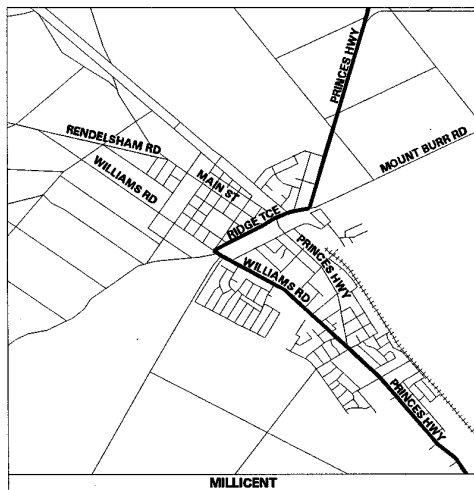 PRINCES HWY
MOUNT BURR RD
RENDELSHAM RD
WILLIAMS RD
MAIN ST
RIDGE TCE
PRINCES HWY
WILLIAMS RD
PRINCES HWY
MILLICENT